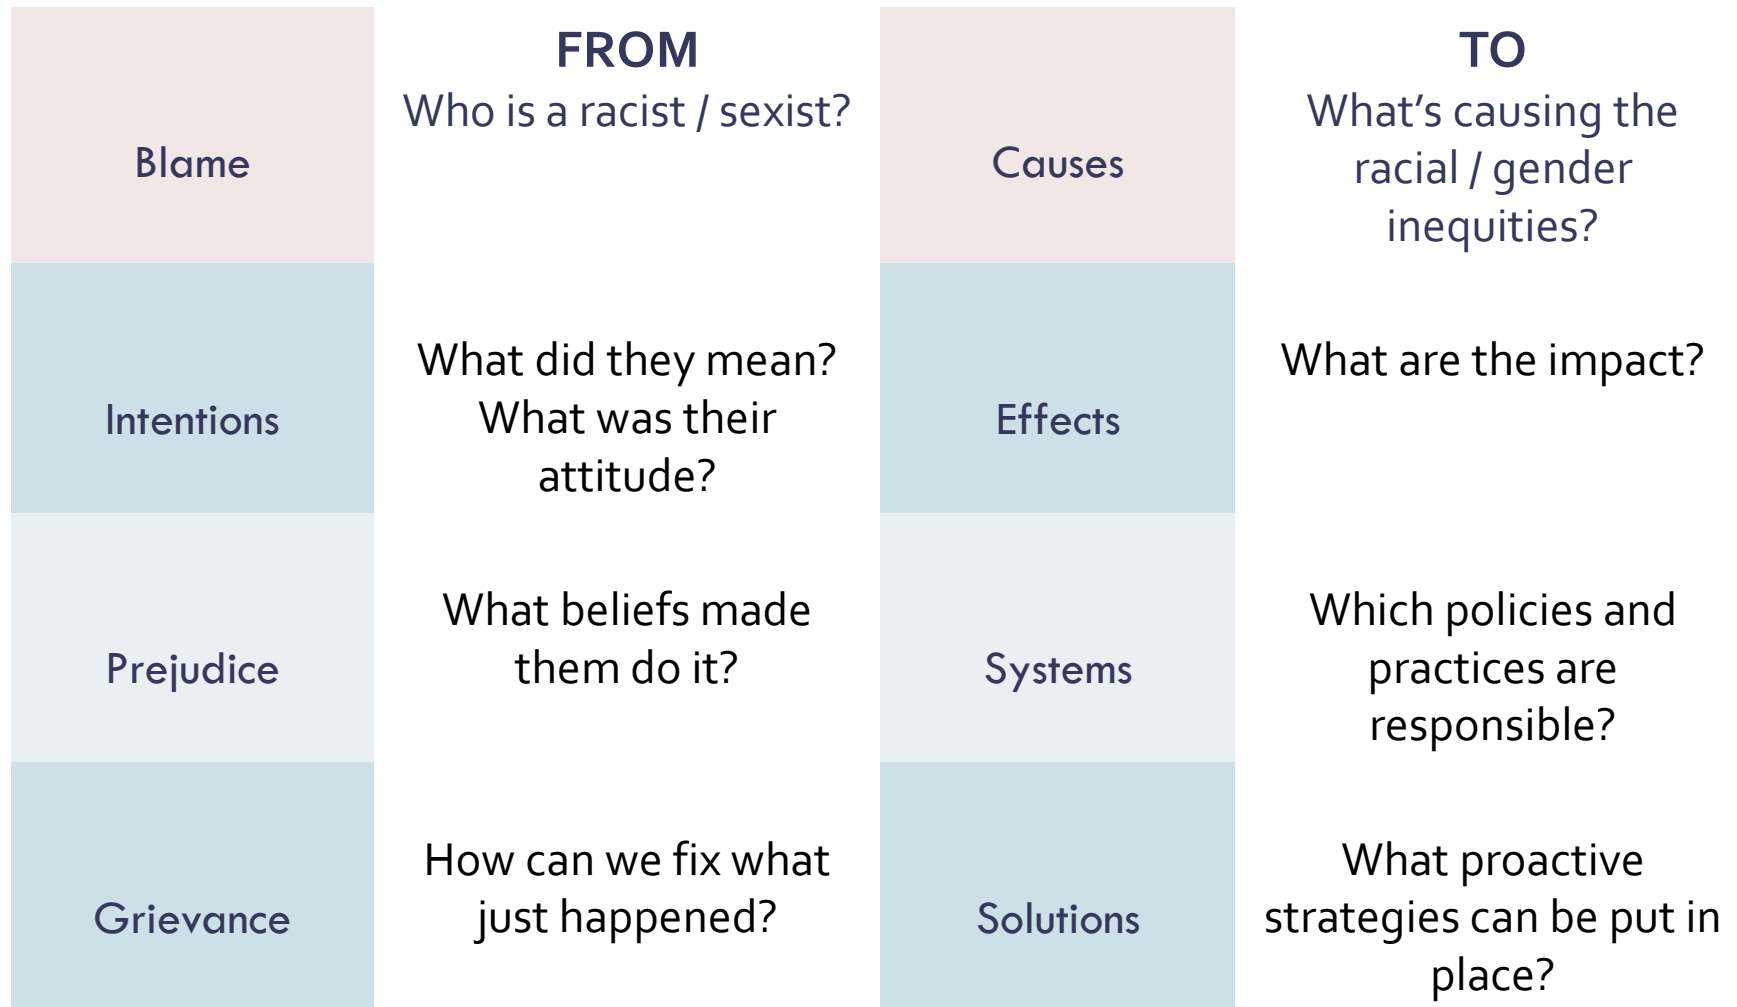 FROM
Who is a racist / sexist?
Blame
TO
What’s causing the
racial / gender
inequities?
Causes
What did they mean?
What was their
attitude?
Intentions
What are the impact?
Effects
What beliefs made
them do it?
Prejudice
Which policies and
practices are
responsible?
Systems
How can we fix what
just happened?
Grievance
What proactive
strategies can be put in
place?
Solutions